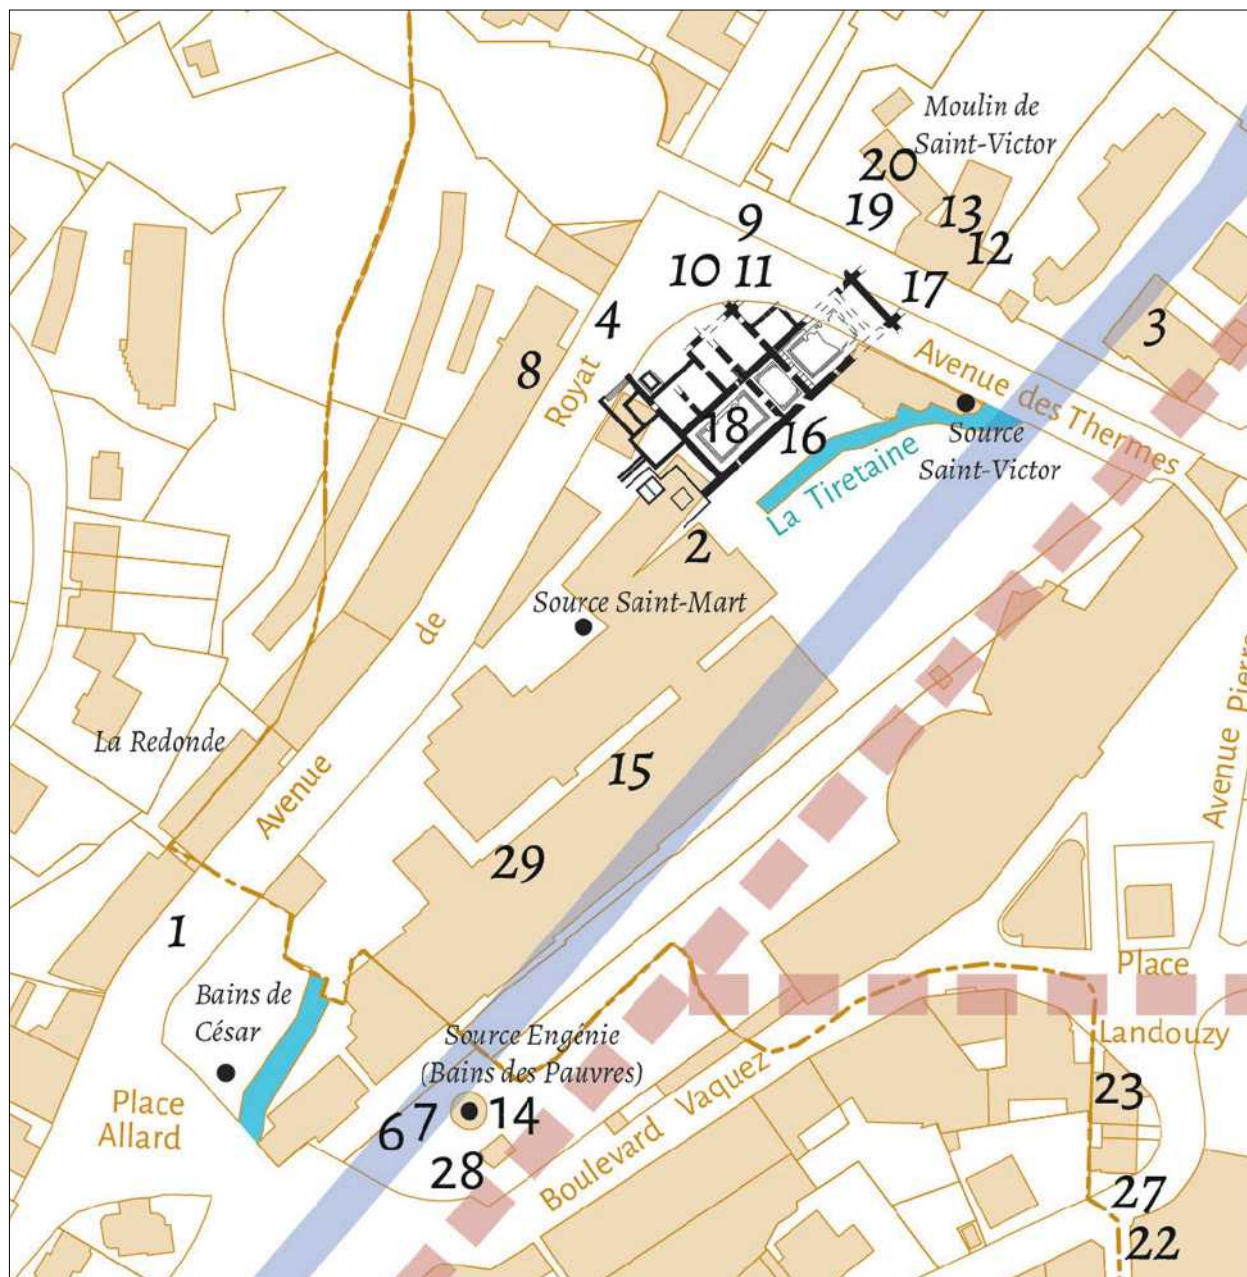 Moulin de
Saint-Victor
20
19
13
12
9
10
11
17
4
3
8
Royat
Avenue des Thermes
18
16
Source
Saint-Victor
La Tiretaine
2
Source Saint-Mart
de
Avenue Pierre
La Redonde
15
Avenue
29
1
Place
Landouzy
Bains de
César
Source Engénie
(Bains des Pauvres)
Place
Allard
6
7
14
28
Boulevard Vaquez
23
27
22